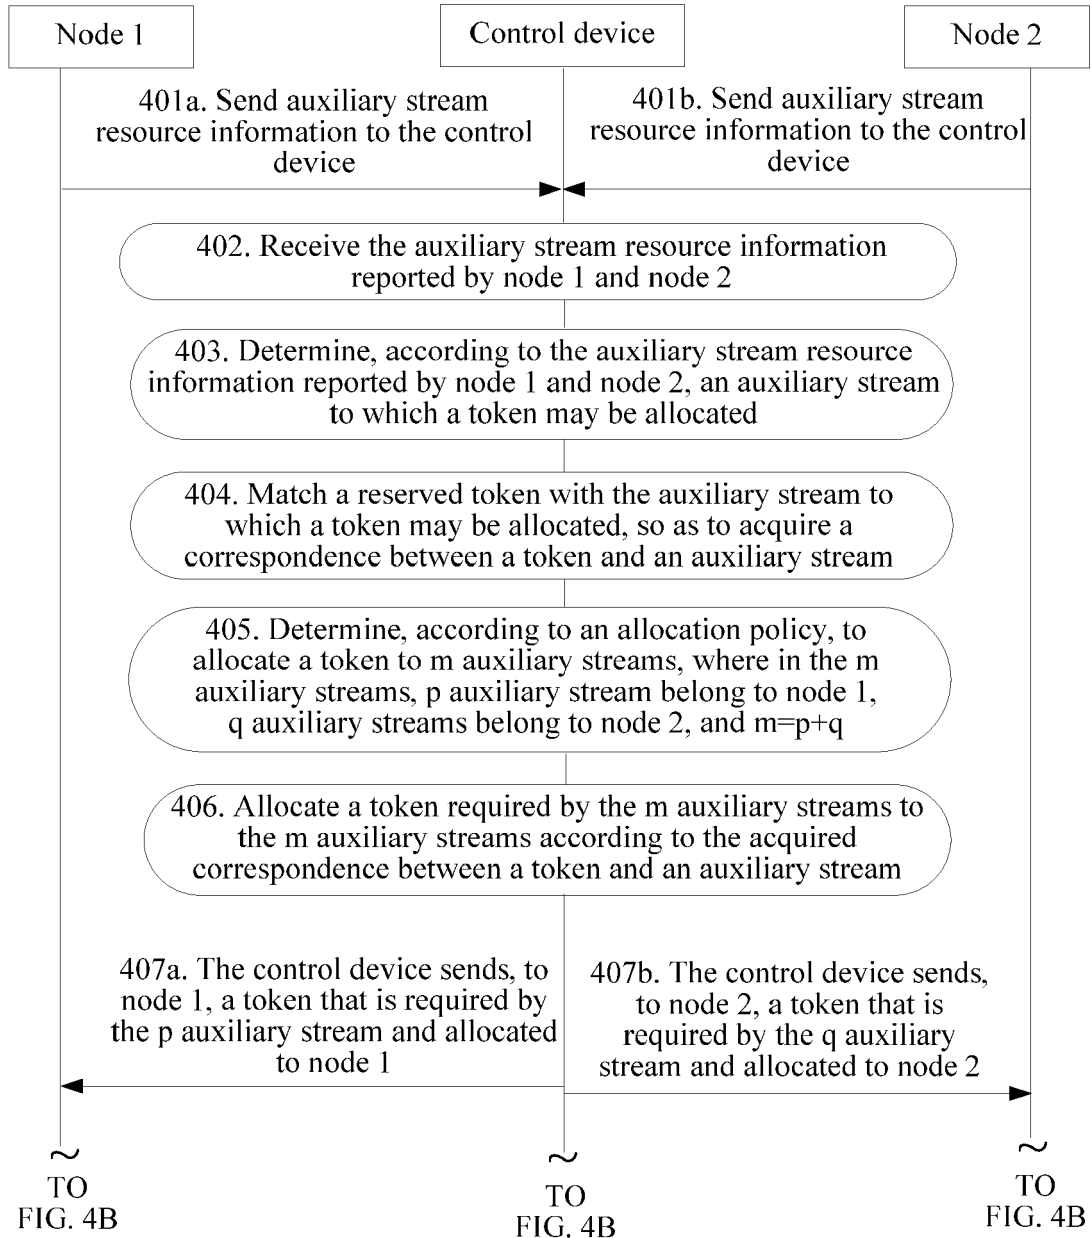 Node 1
Control device
Node 2
401a. Send auxiliary stream
resource information to the control
device
401b. Send auxiliary stream
resource information to the control
device
402. Receive the auxiliary stream resource information
reported by node 1 and node 2
403. Determine, according to the auxiliary stream resource
information reported by node 1 and node 2, an auxiliary stream
to which a token may be allocated
404. Match a reserved token with the auxiliary stream to
which a token may be allocated, so as to acquire a
correspondence between a token and an auxiliary stream
405. Determine, according to an allocation policy, to
allocate a token to m auxiliary streams, where in the m
auxiliary streams, p auxiliary stream belong to node 1,
q auxiliary streams belong to node 2, and m=p+q
406. Allocate a token required by the m auxiliary streams to
the m auxiliary streams according to the acquired
correspondence between a token and an auxiliary stream
407a. The control device sends, to
node 1, a token that is required by
the p auxiliary stream and allocated
to node 1
407b. The control device sends,
to node 2, a token that is
required by the q auxiliary
stream and allocated to node 2
TO
FIG. 4B
TO
FIG. 4B
TO
FIG. 4B